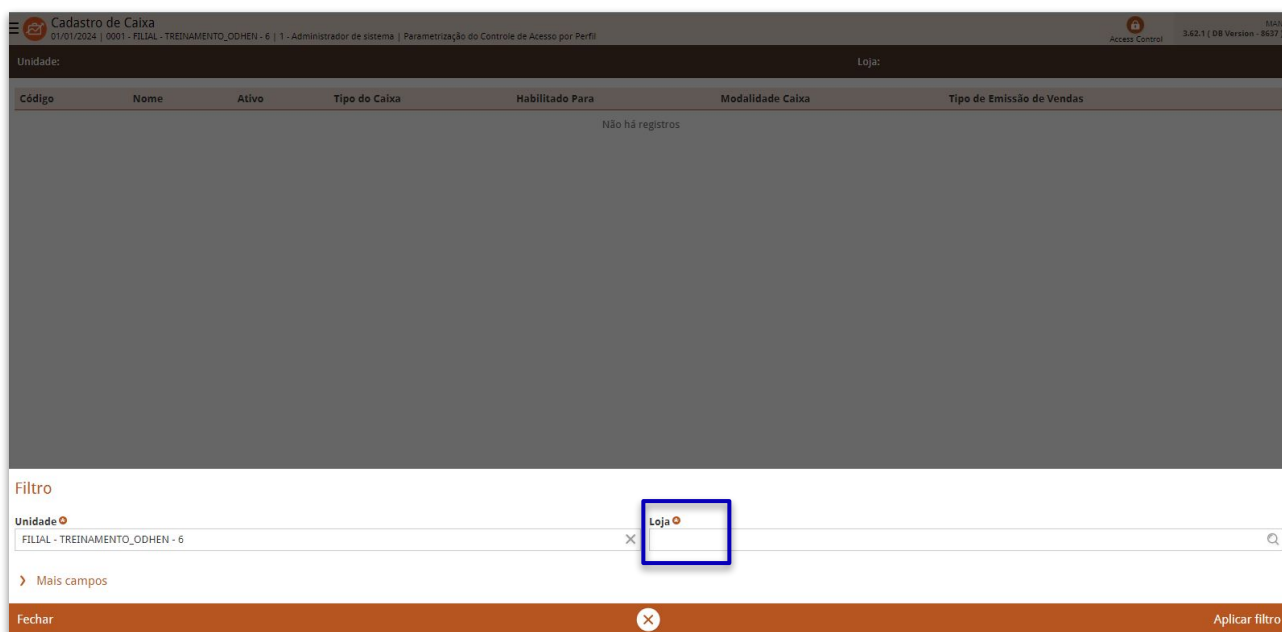 Cadastro de Caixa
01/01/2024 | 0001 - FILIAL - TREINAMENTO_ODHEN - 6 | 1 - Administrador de sistema | Parametrização do Controle de Acesso por Perfil
Access Control
MAN
3.62.1 ( DB Version - 8637 )
Unidade: Loja:
Código Nome Ativo Tipo do Caixa Habilitado Para Modalidade Caixa Tipo de Emissão de Vendas
Não há registros
Filtro
Unidade Loja
FILIAL - TREINAMENTO_ODHEN - 6
Mais campos
Fechar Aplicar filtro